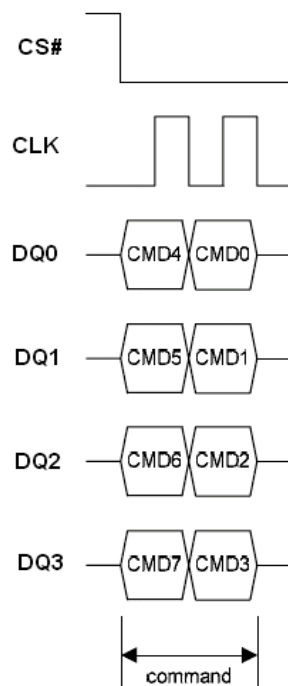 CS#
CLK
DQ0 CMD4 CMD0
DQ1 CMD5 CMD1
DQ2 CMD6 CMD2
DQ3 CMD7 CMD3
command